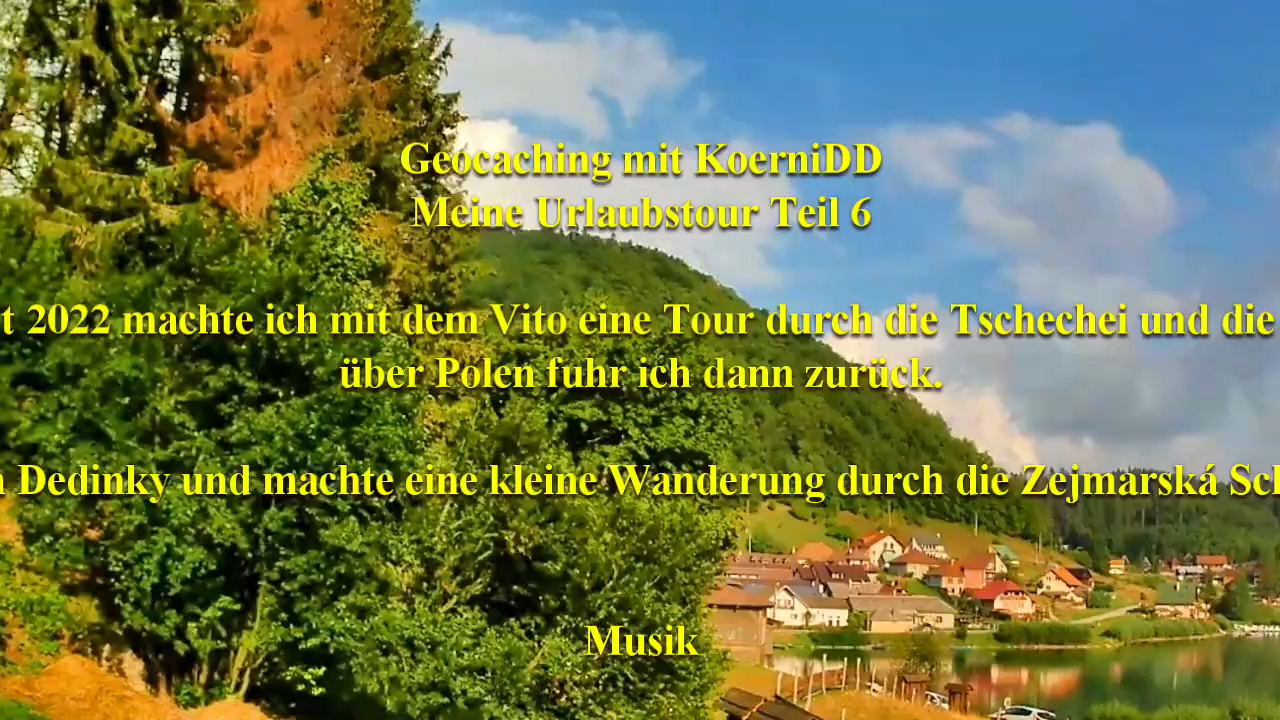 Geocaching mit KoerniDD
Meine Urlaubstour Teil 6
t 2022 machte ich mit dem Vito eine Tour durch die Tschechei und die
über Polen fuhr ich dann zurück.
Dedinky und machte eine kleine Wanderung durch die Zejmarská
Musik